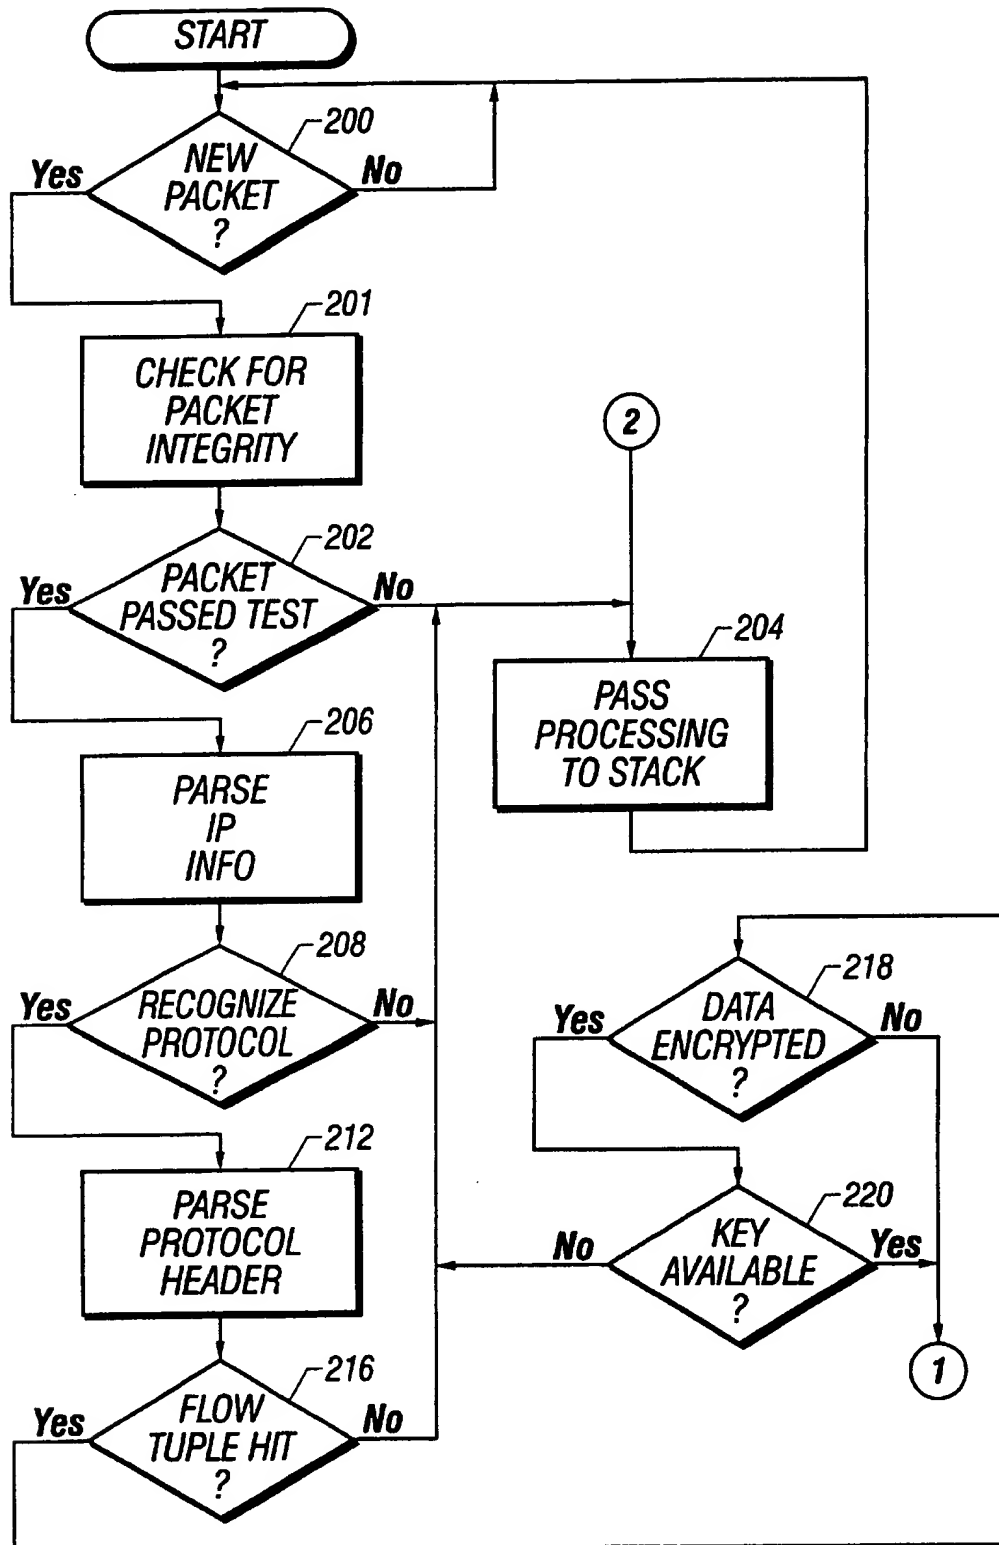 START
200
NEW
PACKET
?
Yes
No
201
CHECK FOR
PACKET
INTEGRITY
2
202
PACKET
PASSED TEST
?
Yes
No
204
PASS
PROCESSING
TO STACK
206
PARSE
IP
INFO
208
RECOGNIZE
PROTOCOL
?
Yes
No
218
DATA
ENCRYPTED
?
Yes
No
212
PARSE
PROTOCOL
HEADER
220
KEY
AVAILABLE
?
No
Yes
1
216
FLOW
TUPLE HIT
?
Yes
No